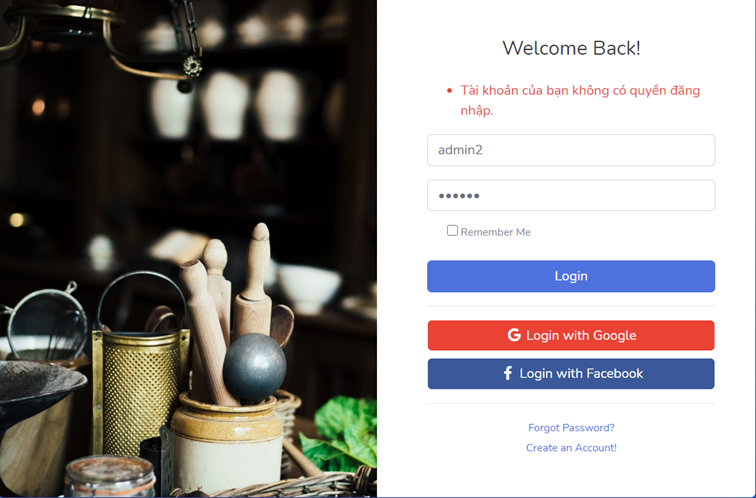 Welcome Back!
Tài khoản của bạn không có quyền đăng
nhập.
admin2
••••••
Remember Me
Login
Login with Google
Login with Facebook
Forgot Password?
Create an Account!